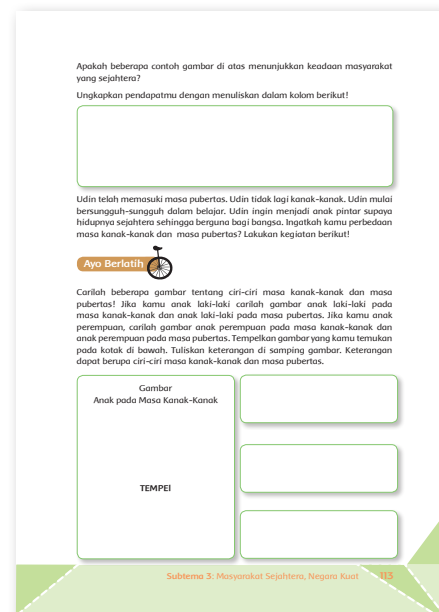 Apakah beberapa contoh gambar di atas menunjukkan keadaan masyarakat
yang sejahtera?
Ungkapkan pendapatmu dengan menuliskan dalam kolom berikut!
Udin telah memasuki masa pubertas. Udin tidak lagi kanak-kanak. Udin mulai
bersungguh-sungguh dalam belajar. Udin ingin menjadi anak pintar supaya
hidupnya sejahtera sehingga berguna bagi bangsa. Ingatkah kamu perbedaan
masa kanak-kanak dan masa pubertas? Lakukan kegiatan berikut!
Ayo Berlatih
Carilah beberapa gambar tentang ciri-ciri masa kanak-kanak dan masa
pubertas! Jika kamu anak laki-laki carilah gambar anak laki-laki pada
masa kanak-kanak dan anak laki-laki pada masa pubertas. Jika kamu anak
perempuan, carilah gambar anak perempuan pada masa kanak-kanak dan
anak perempuan pada masa pubertas. Tempelkan gambar yang kamu temukan
pada kotak di bawah. Tuliskan keterangan di samping gambar. Keterangan
dapat berupa ciri-ciri masa kanak-kanak dan masa pubertas.
Gambar
Anak pada Masa Kanak-Kanak
TEMPEl
Subtema 3: Masyarakat Sejahtera, Negara Kuat 113